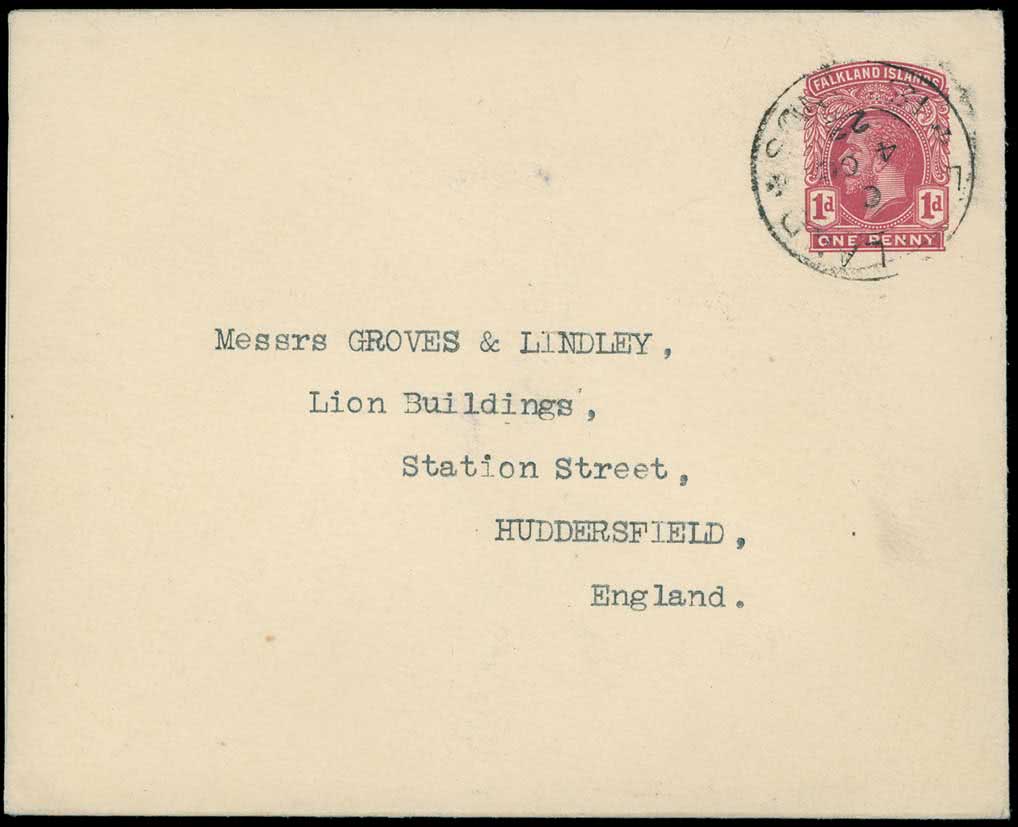 FALKLAND ISLANDS
1d 1d
ONE PENNY
Messrs GROVES & LINDLEY,
Lion Buildings,
Station Street,
HUDDERSFIELD,
England.